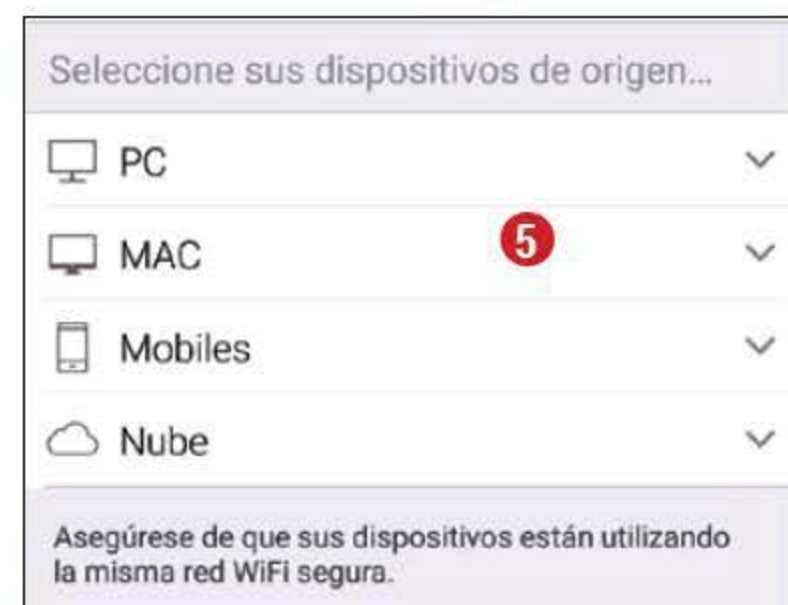 Seleccione sus dispositivos de origen...
PC
MAC
5
Mobiles
Nube
Asegúrese de que sus dispositivos están utilizando
la misma red WiFi segura.